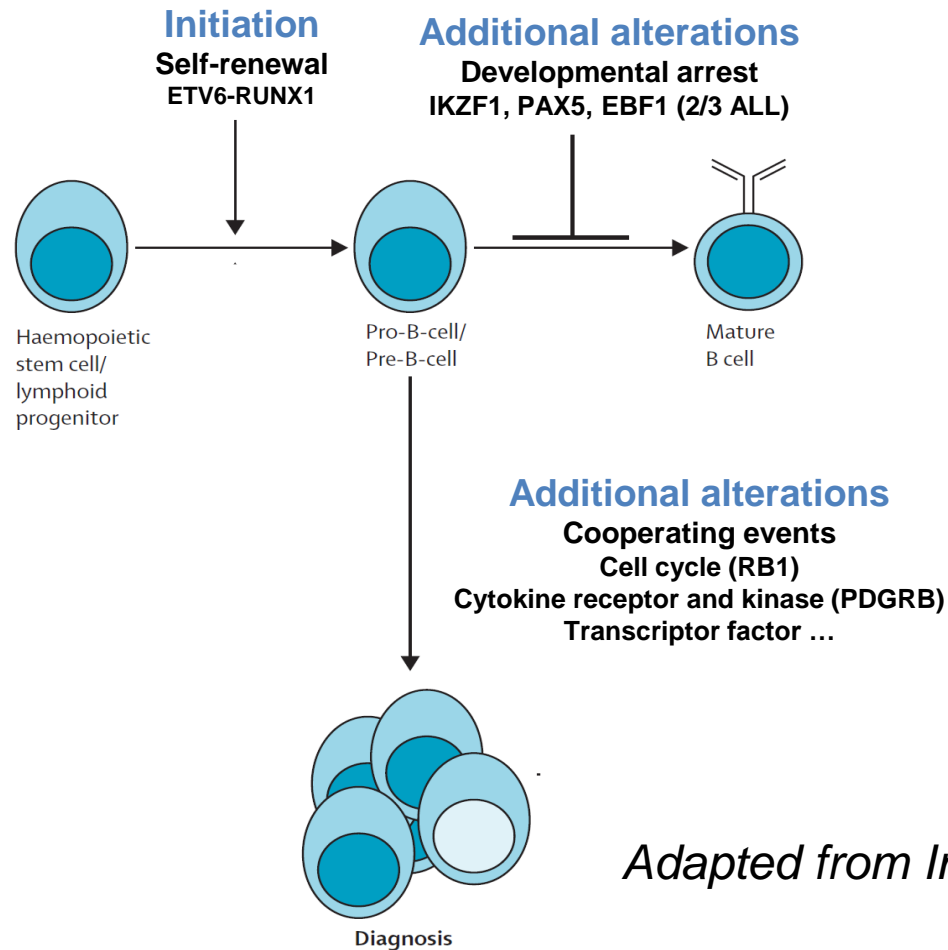 Initiation
Self-renewal
ETV6-RUNX1
Additional alterations
Developmental arrest
IKZF1, PAX5, EBF1 (2/3 ALL)
Haemopoietic
stem cell/
lymphoid
progenitor
Pro-B-cell/
Pre-B-cell
Mature
B cell
Additional alterations
Cooperating events
Cell cycle (RB1)
Cytokine receptor and kinase (PDGRB)
Transcriptor factor ...
Adapted from
Diagnosis